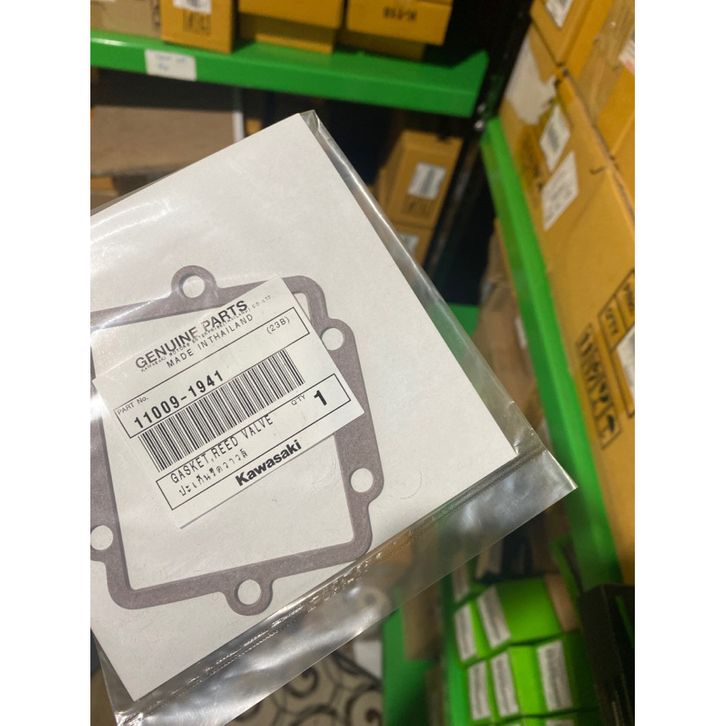 GENUINE PARTS
MADE IN THAILAND
(23B)
PART No.
11009-1941
GASKET,REED VALVE
QTY 1
ปะเก็นรีดวาวล์
Kawasaki